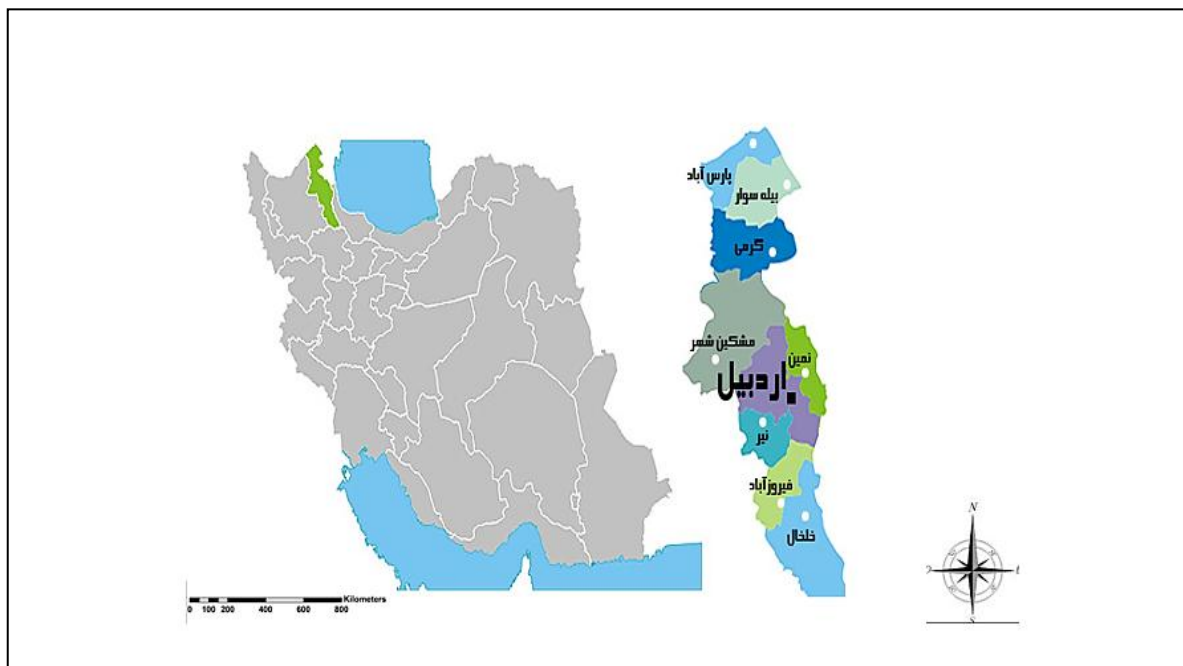 پارس آباد
بیله سوار
گرمی
مشکین شهر
نمین
اردبیل
نیر
فیروزآباد
خلخال
Kilometers
0 100 200 400 600 800
N
S